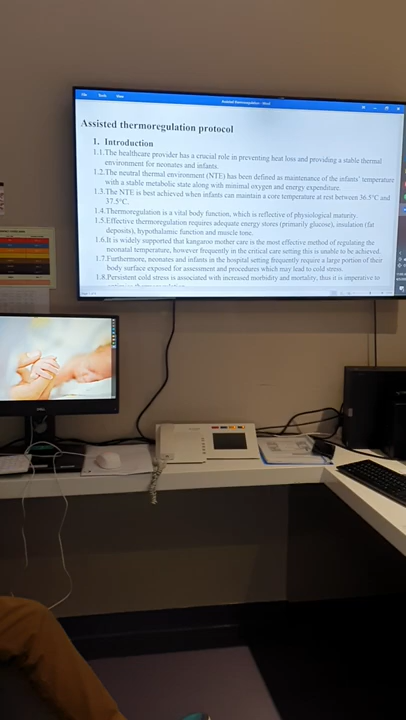 File Tools View
Assisted thermoregulation protocol
1. Introduction
1.1.The healthcare provider has a crucial role in preventing heat loss and providing a stable thermal
environment for neonates and infants.
1.2.The neutral thermal environment (NTE) has been defined as maintenance of the infants' temperature
with a stable metabolic state along with minimal oxygen and energy expenditure.
1.3.The NTE is best achieved when infants can maintain a core temperature at rest between 36.5°C and
37.5°C.
1.4.Thermoregulation is a vital body function, which is reflective of physiological maturity.
1.5.Effective thermoregulation requires adequate energy stores (primarily glucose), insulation (fat
deposits), hypothalamic function and muscle tone.
1.6.It is widely supported that kangaroo mother care is the most effective method of regulating the
neonatal temperature, however frequently in the critical care setting this is unable to be achieved.
1.7.Furthermore, neonates and infants in the hospital setting frequently require a large portion of their
body surface exposed for assessment and procedures which may lead to cold stress.
1.8.Persistent cold stress is associated with increased morbidity and mortality, thus it is imperative to